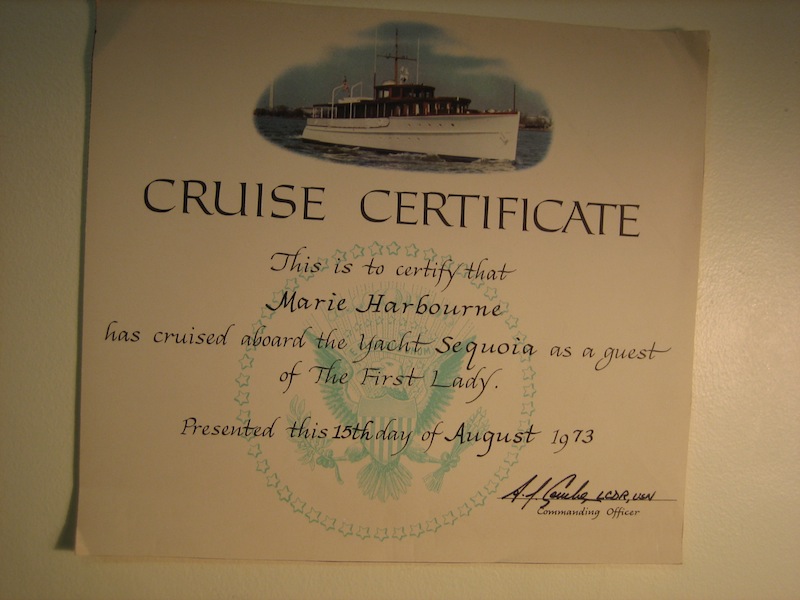 CRUISE CERTIFICATE
This is to certify that
Marie Harbourne
has cruised aboard the Yacht Sequoia as a guest
of The First Lady.
Presented this 15th day of August 1973
LCDR, USN
Commanding Officer